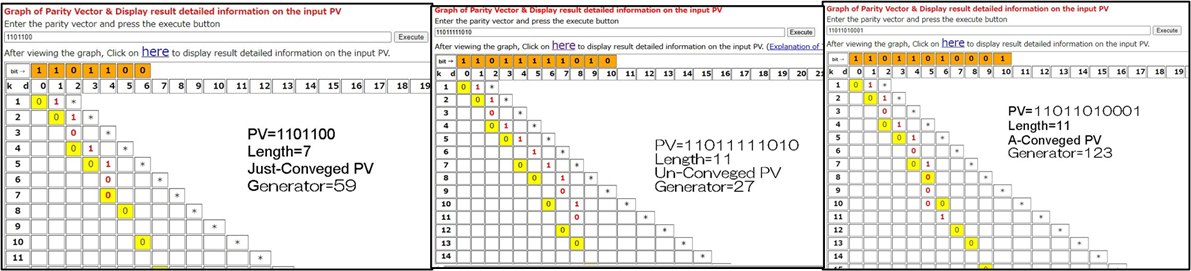 Graph of Parity Vector & Display result detailed information on the input PV
Enter the parity vector and press the execute button
1101100 Execute
After viewing the graph, Click on here to display result detailed information on the input PV.
bit→ 1 1 0 1 1 0 0
k d 0 1 2 3 4 5 6 7 8 9 10 11 12 13 14 15 16 17 18 19
1 0 1 *
2 0 1 *
3 0 *
4 0 1 *
5 0 1 *
6 0 *
7 0 *
8 0 *
9 *
10 0 *
11 *
PV=1101100
Length=7
Just-Conveged PV
Generator=59
Graph of Parity Vector & Display result detailed information on the input PV
Enter the parity vector and press the execute button
11011111010 Execute
After viewing the graph, Click on here to display result detailed information on the input PV. (Explanation of
bit→ 1 1 0 1 1 1 1 1 0 1 0
k d 0 1 2 3 4 5 6 7 8 9 10 11 12 13 14 15 16 17 18 19 20 21
1 0 1 *
2 0 1 *
3 0 *
4 0 1 *
5 0 1 *
6 1 *
7 0 1 *
8 0 1 *
9 0 *
10 0 1 *
11 0 *
12 0 *
13 0 *
14 *
PV=11011111010
Length=11
Un-Conveged PV
Generator=27
Graph of Parity Vector & Display result detailed information on the input PV
Enter the parity vector and press the execute button
11011010001 Execute
After viewing the graph, Click on here to display result detailed information on the input PV.
bit→ 1 1 0 1 1 0 1 0 0 0 1
k d 0 1 2 3 4 5 6 7 8 9 10 11 12 13 14 15 16 17 18 19
1 0 1 *
2 0 1 *
3 0 *
4 0 1 *
5 0 1 *
6 0 *
7 0 1 *
8 0 *
9 0 *
10 0 0 *
11 1 *
12 0 *
13 0 *
14 0 *
PV=11011010001
Length=11
A-Conveged PV
Generator=123